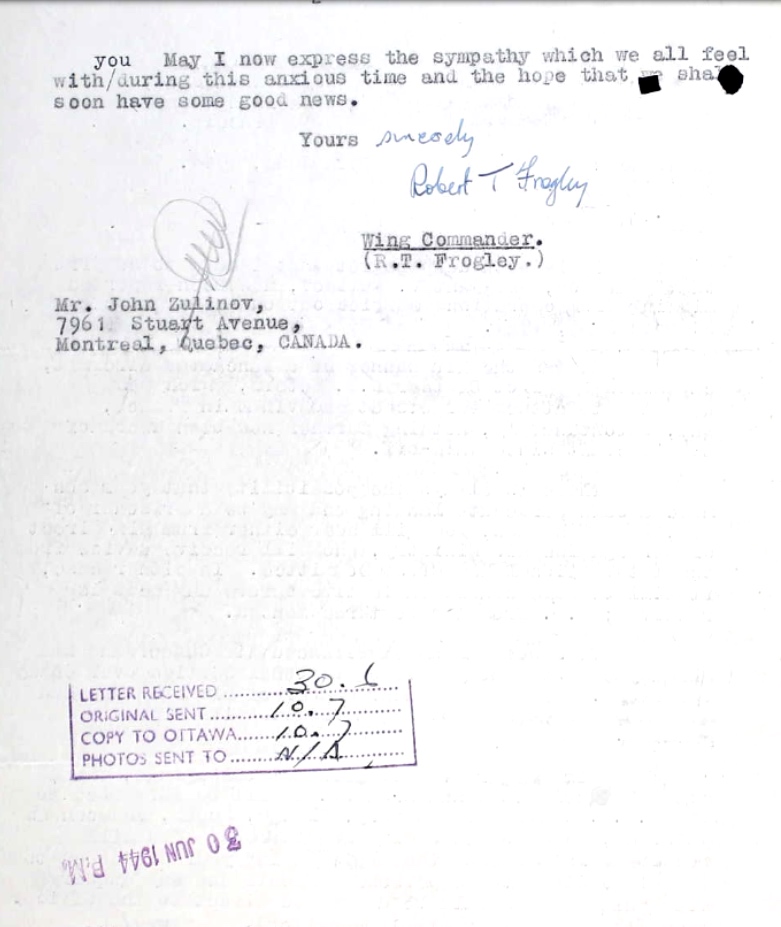 you May I now express the sympathy which we all feel
with/during this anxious time and the hope that we shal
soon have some good news.
Yours sincerely
Robert T Frogley
Wing Commander.
(R.T. Frogley.)
Mr. John Zulinov,
7961 Stuart Avenue,
Montreal, Quebec, CANADA.
LETTER RECEIVED ..... 30. 6
ORIGINAL SENT ..... 10. 7
COPY TO OTTAWA ..... 10. 7
PHOTOS SENT TO ..... N/A
30 JUN 1944 P.M